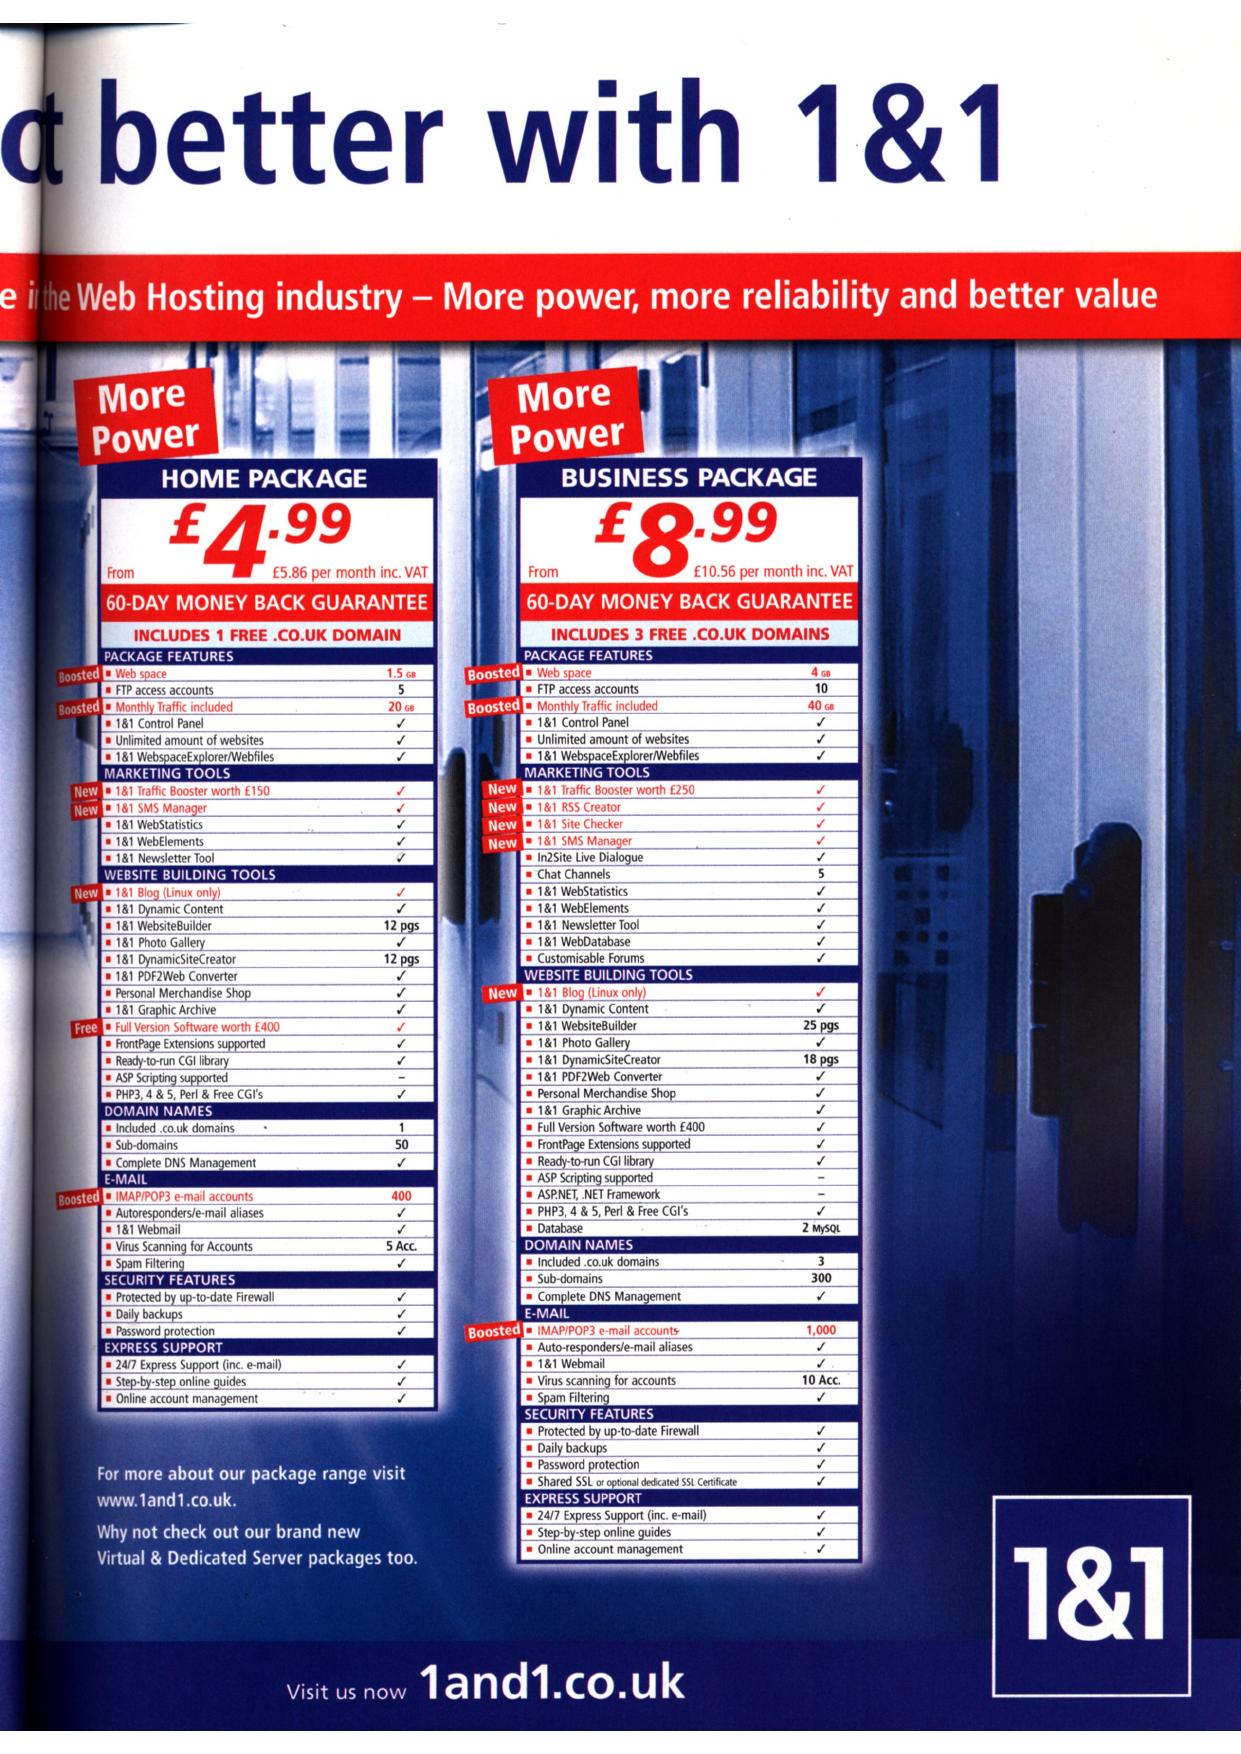 better with 1&1
the Web Hosting industry – More power, more reliability and better value
More
Power
HOME PACKAGE
£4.99
From
£5.86 per month inc. VAT
60-DAY MONEY BACK GUARANTEE
INCLUDES 1 FREE .CO.UK DOMAIN
PACKAGE FEATURES
Boosted ▪ Web space 1.5 GB
▪ FTP access accounts 5
Boosted ▪ Monthly Traffic included 20 GB
▪ 1&1 Control Panel ✓
▪ Unlimited amount of websites ✓
▪ 1&1 WebspaceExplorer/Webfiles ✓
MARKETING TOOLS
New ▪ 1&1 Traffic Booster worth £150 ✓
New ▪ 1&1 SMS Manager ✓
▪ 1&1 WebStatistics ✓
▪ 1&1 WebElements ✓
▪ 1&1 Newsletter Tool ✓
WEBSITE BUILDING TOOLS
New ▪ 1&1 Blog (Linux only) ✓
▪ 1&1 Dynamic Content ✓
▪ 1&1 WebsiteBuilder 12 pgs
▪ 1&1 Photo Gallery ✓
▪ 1&1 DynamicSiteCreator 12 pgs
▪ 1&1 PDF2Web Converter ✓
▪ Personal Merchandise Shop ✓
▪ 1&1 Graphic Archive ✓
Free ▪ Full Version Software worth £400 ✓
▪ FrontPage Extensions supported ✓
▪ Ready-to-run CGI library ✓
▪ ASP Scripting supported –
▪ PHP3, 4 & 5, Perl & Free CGI's ✓
DOMAIN NAMES
▪ Included .co.uk domains 1
▪ Sub-domains 50
▪ Complete DNS Management ✓
E-MAIL
Boosted ▪ IMAP/POP3 e-mail accounts 400
▪ Autoresponders/e-mail aliases ✓
▪ 1&1 Webmail ✓
▪ Virus Scanning for Accounts 5 Acc.
▪ Spam Filtering ✓
SECURITY FEATURES
▪ Protected by up-to-date Firewall ✓
▪ Daily backups ✓
▪ Password protection ✓
EXPRESS SUPPORT
▪ 24/7 Express Support (inc. e-mail) ✓
▪ Step-by-step online guides ✓
▪ Online account management ✓
For more about our package range visit
www.1and1.co.uk.
Why not check out our brand new
Virtual & Dedicated Server packages too.
More
Power
BUSINESS PACKAGE
£8.99
From
£10.56 per month inc. VAT
60-DAY MONEY BACK GUARANTEE
INCLUDES 3 FREE .CO.UK DOMAINS
PACKAGE FEATURES
Boosted ▪ Web space 4 GB
▪ FTP access accounts 10
Boosted ▪ Monthly Traffic included 40 GB
▪ 1&1 Control Panel ✓
▪ Unlimited amount of websites ✓
▪ 1&1 WebspaceExplorer/Webfiles ✓
MARKETING TOOLS
New ▪ 1&1 Traffic Booster worth £250 ✓
New ▪ 1&1 RSS Creator ✓
New ▪ 1&1 Site Checker ✓
New ▪ 1&1 SMS Manager ✓
▪ In2Site Live Dialogue ✓
▪ Chat Channels 5
▪ 1&1 WebStatistics ✓
▪ 1&1 WebElements ✓
▪ 1&1 Newsletter Tool ✓
▪ 1&1 WebDatabase ✓
▪ Customisable Forums ✓
WEBSITE BUILDING TOOLS
New ▪ 1&1 Blog (Linux only) ✓
▪ 1&1 Dynamic Content ✓
▪ 1&1 WebsiteBuilder 25 pgs
▪ 1&1 Photo Gallery ✓
▪ 1&1 DynamicSiteCreator 18 pgs
▪ 1&1 PDF2Web Converter ✓
▪ Personal Merchandise Shop ✓
▪ 1&1 Graphic Archive ✓
▪ Full Version Software worth £400 ✓
▪ FrontPage Extensions supported ✓
▪ Ready-to-run CGI library ✓
▪ ASP Scripting supported –
▪ ASP.NET, .NET Framework –
▪ PHP3, 4 & 5, Perl & Free CGI's ✓
▪ Database 2 MySQL
DOMAIN NAMES
▪ Included .co.uk domains 3
▪ Sub-domains 300
▪ Complete DNS Management ✓
E-MAIL
Boosted ▪ IMAP/POP3 e-mail accounts 1,000
▪ Auto-responders/e-mail aliases ✓
▪ 1&1 Webmail ✓
▪ Virus scanning for accounts 10 Acc.
▪ Spam Filtering ✓
SECURITY FEATURES
▪ Protected by up-to-date Firewall ✓
▪ Daily backups ✓
▪ Password protection ✓
▪ Shared SSL or optional dedicated SSL Certificate ✓
EXPRESS SUPPORT
▪ 24/7 Express Support (inc. e-mail) ✓
▪ Step-by-step online guides ✓
▪ Online account management ✓
1&1
Visit us now 1and1.co.uk